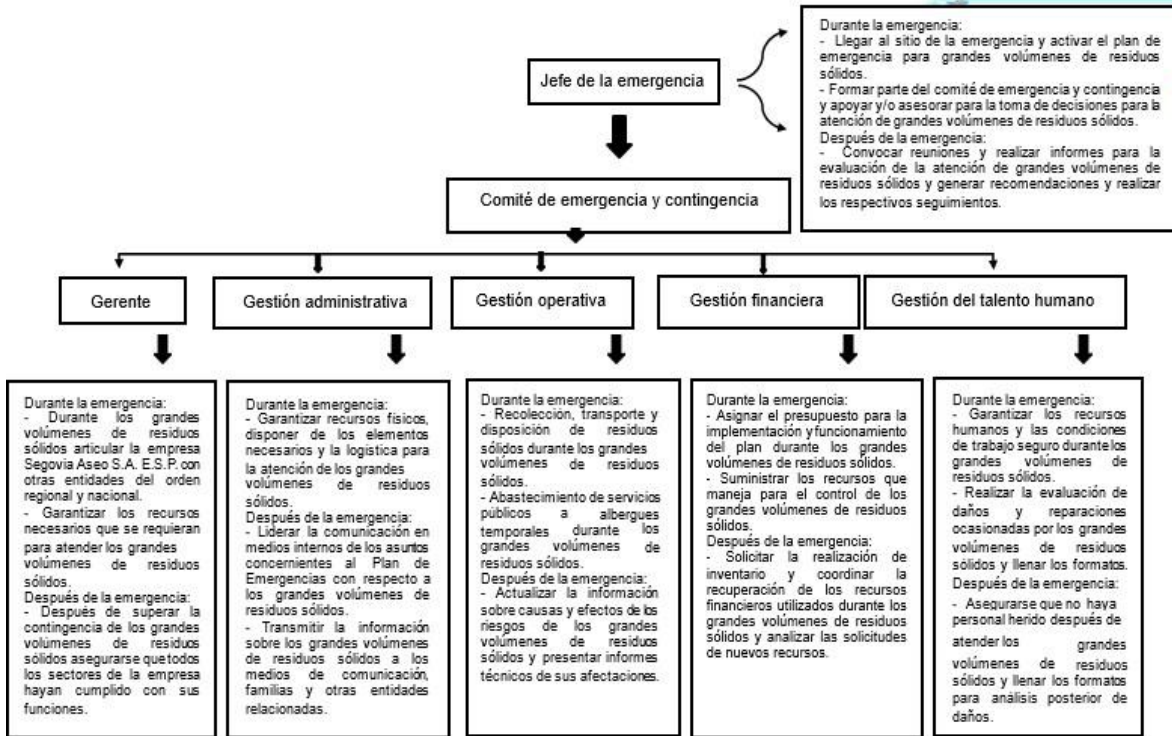 Durante la emergencia:
- Llegar al sitio de la emergencia y activar el plan de
emergencia para grandes volúmenes de residuos
sólidos.
- Formar parte del comité de emergencia y contingencia
y apoyar y/o asesorar para la toma de decisiones para la
atención de grandes volúmenes de residuos sólidos.
Después de la emergencia:
- Convocar reuniones y realizar informes para la
evaluación de la atención de grandes volúmenes de
residuos sólidos y generar recomendaciones y realizar
los respectivos seguimientos.
Jefe de la emergencia
Comité de emergencia y contingencia
Gerente
Gestión administrativa
Gestión operativa
Gestión financiera
Gestión del talento humano
Durante la emergencia:
- Durante los grandes
volúmenes de residuos
sólidos articular la empresa
Segovia Aseo S.A. E.S.P. con
otras entidades del orden
regional y nacional.
- Garantizar los recursos
necesarios que se requieran
para atender los grandes
volúmenes de residuos
sólidos.
Después de la emergencia:
- Después de superar la
contingencia de los grandes
volúmenes de residuos
sólidos asegurarse que todos
los sectores de la empresa
hayan cumplido con sus
funciones.
Durante la emergencia:
- Garantizar recursos físicos,
disponer de los elementos
necesarios y la logística para
la atención de los grandes
volúmenes de residuos
sólidos.
Después de la emergencia:
- Liderar la comunicación en
medios internos de los asuntos
concernientes al Plan de
Emergencias con respecto a
los grandes volúmenes de
residuos sólidos.
- Transmitir la información
sobre los grandes volúmenes
de residuos sólidos a los
medios de comunicación,
familias y otras entidades
relacionadas.
Durante la emergencia:
- Recolección, transporte y
disposición de residuos
sólidos durante los grandes
volúmenes de residuos
sólidos.
- Abastecimiento de servicios
públicos a albergues
temporales durante los
grandes volúmenes de
residuos sólidos.
Después de la emergencia:
- Actualizar la información
sobre causas y efectos de los
riesgos de los grandes
volúmenes de residuos
sólidos y presentar informes
técnicos de sus afectaciones.
Durante la emergencia:
- Asignar el presupuesto para la
implementación y funcionamiento
del plan durante los grandes
volúmenes de residuos sólidos.
- Suministrar los recursos que
maneja para el control de los
grandes volúmenes de residuos
sólidos.
Después de la emergencia:
- Solicitar la realización de
inventario y coordinar la
recuperación de los recursos
financieros utilizados durante los
grandes volúmenes de residuos
sólidos y analizar las solicitudes
de nuevos recursos.
Durante la emergencia:
- Garantizar los recursos
humanos y las condiciones
de trabajo seguro durante los
grandes volúmenes de
residuos sólidos.
- Realizar la evaluación de
daños y reparaciones
ocasionadas por los grandes
volúmenes de residuos
sólidos y llenar los formatos.
Después de la emergencia:
- Asegurarse que no haya
personal herido después de
atender los grandes
volúmenes de residuos
sólidos y llenar los formatos
para análisis posterior de
daños.